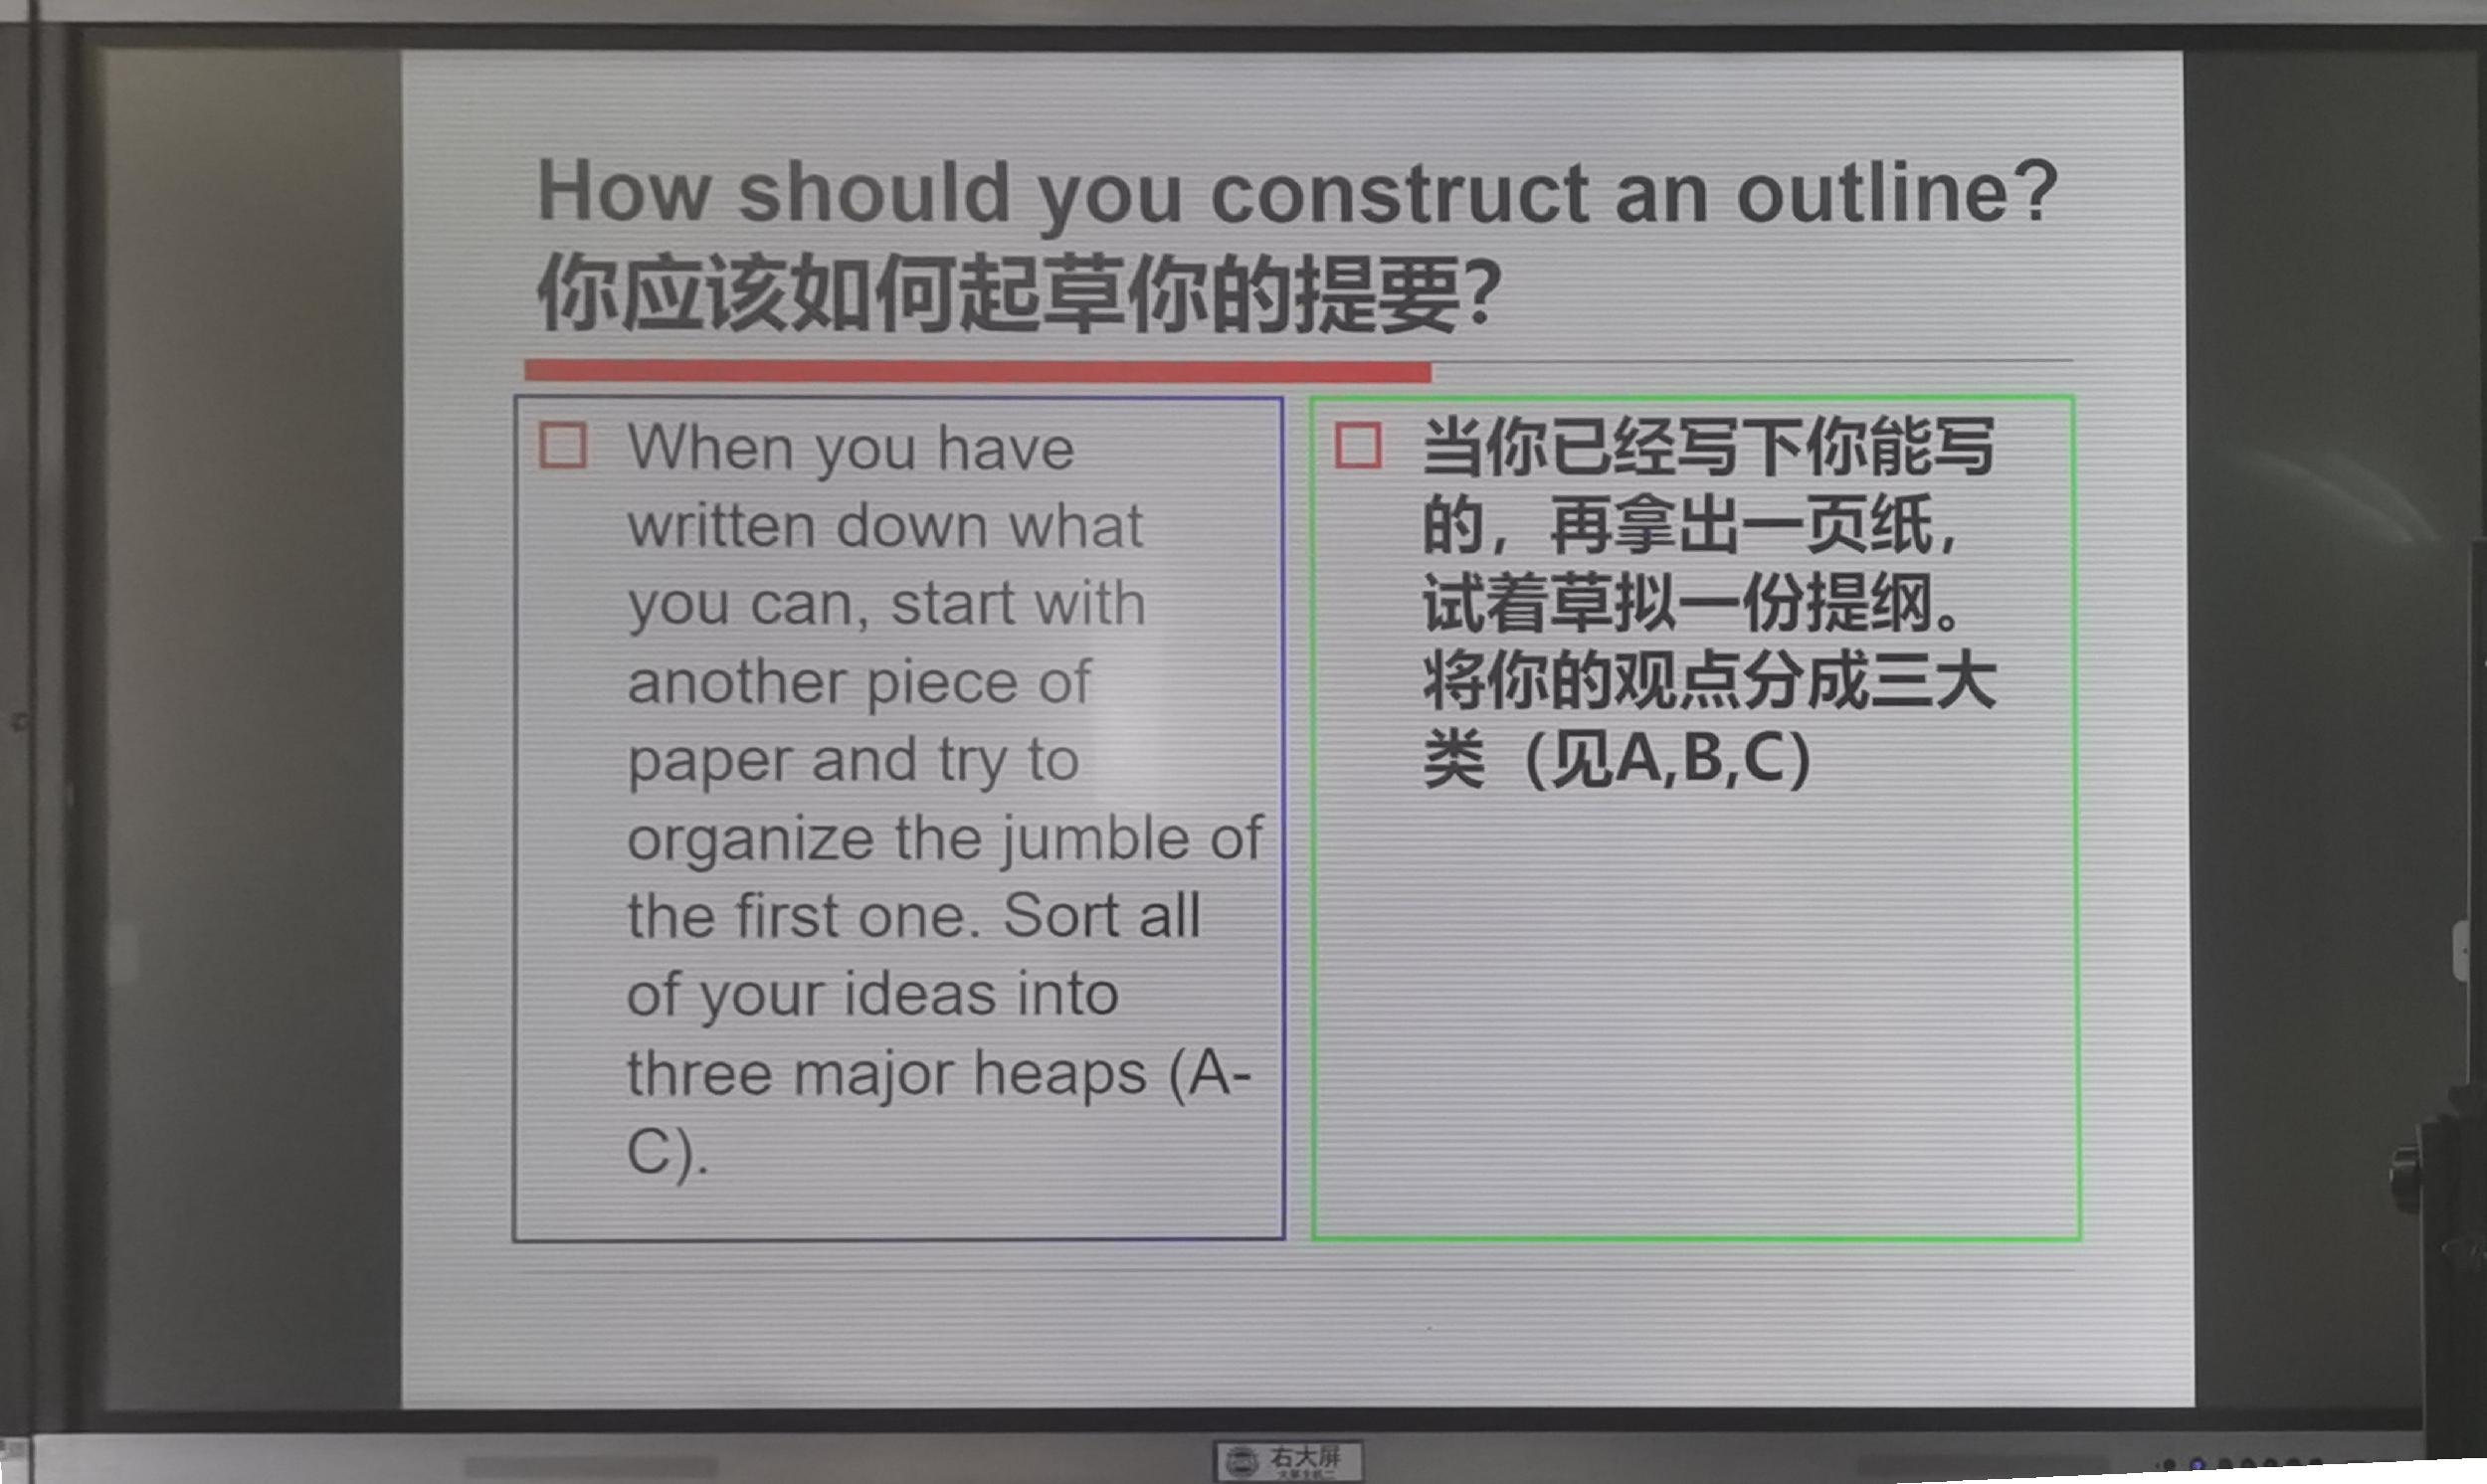 How should you construct an outline?
你应该如何起草你的提要?
When you have
written down what
you can, start with
another piece of
paper and try to
organize the jumble of
the first one. Sort all
of your ideas into
three major heaps (A-
C).
当你已经写下你能写
的，再拿出一页纸，
试着草拟一份提纲。
将你的观点分成三大
类（见A,B,C）
右大屏